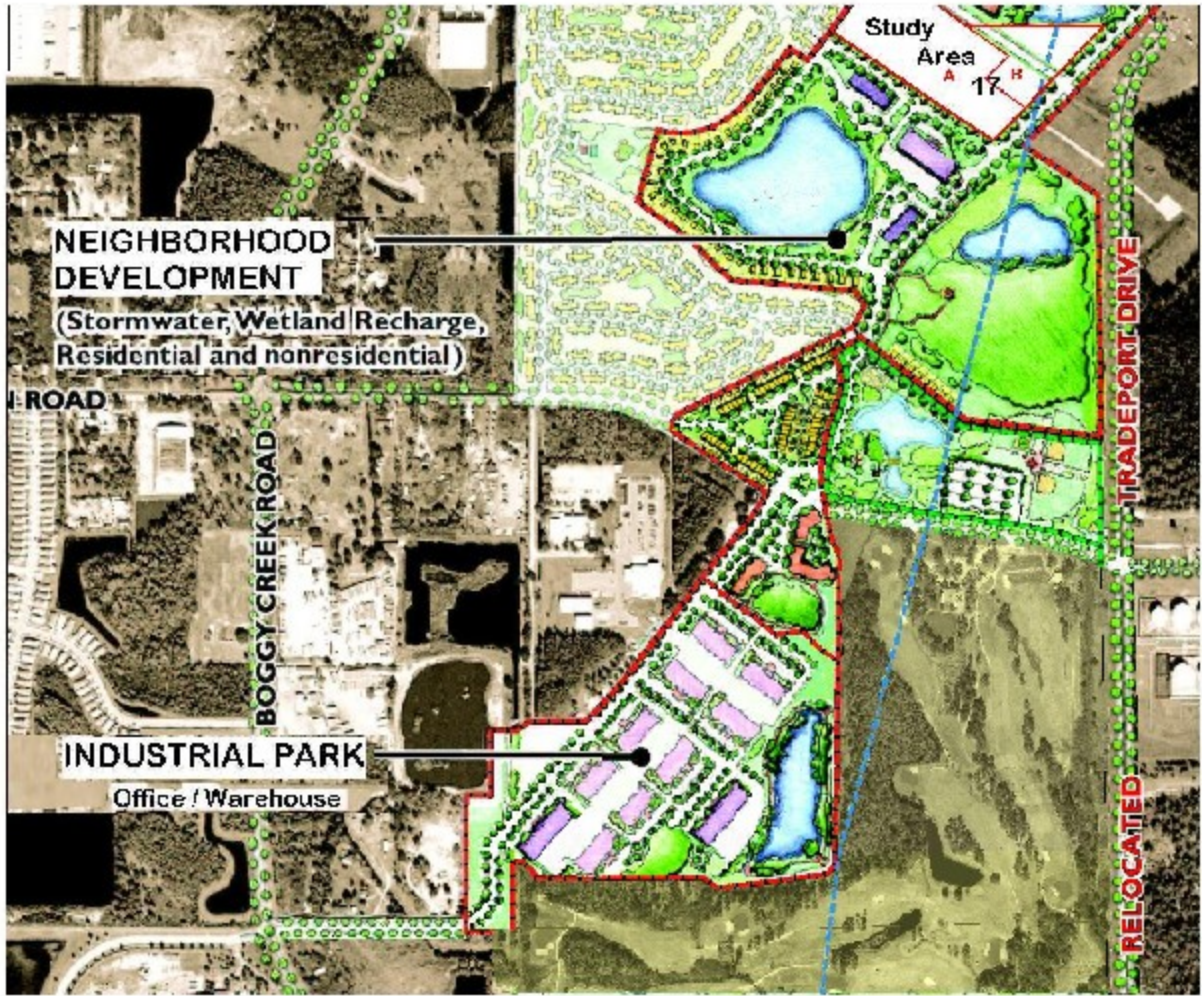 Study
Area
A
B
17
NEIGHBORHOOD
DEVELOPMENT
(Stormwater, Wetland Recharge,
Residential and nonresidential)
N ROAD
BOGGY CREEK ROAD
TRADEPORT DRIVE
INDUSTRIAL PARK
Office / Warehouse
RELOCATED